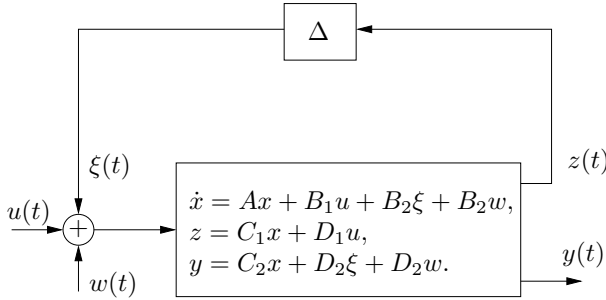 Δ
ξ(t)
z(t)
u(t)
+
ẋ = Ax + B₁u + B₂ξ + B₂w,
z = C₁x + D₁u,
y = C₂x + D₂ξ + D₂w.
y(t)
w(t)